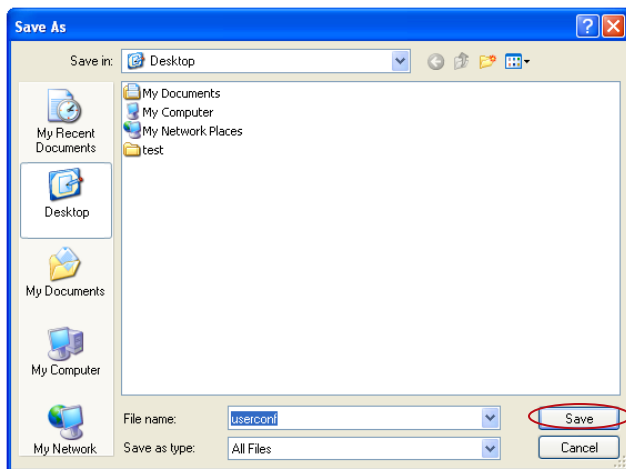 Save As
Save in:
Desktop
My Recent
Documents
Desktop
My Documents
My Computer
My Network
My Documents
My Computer
My Network Places
test
File name:
userconf
Save
Save as type:
All Files
Cancel